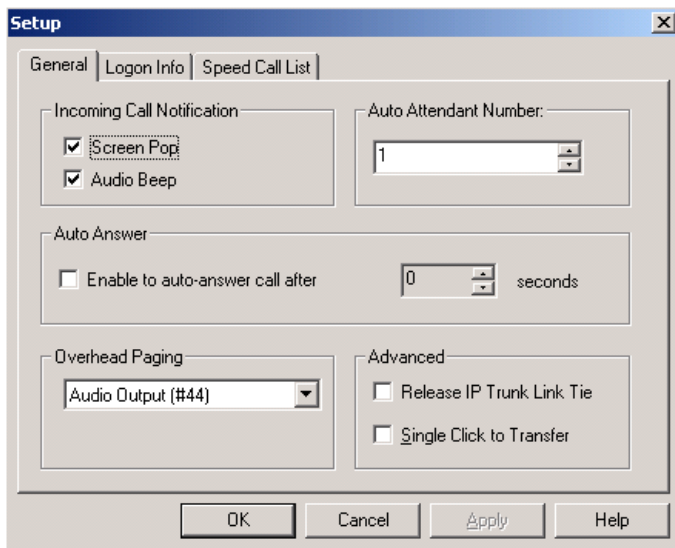 Setup
General
Logon Info
Speed Call List
Incoming Call Notification
Screen Pop
Audio Beep
Auto Attendant Number:
1
Auto Answer
Enable to auto-answer call after
0
seconds
Overhead Paging
Audio Output (#44)
Advanced
Release IP Trunk Link Tie
Single Click to Transfer
OK
Cancel
Apply
Help